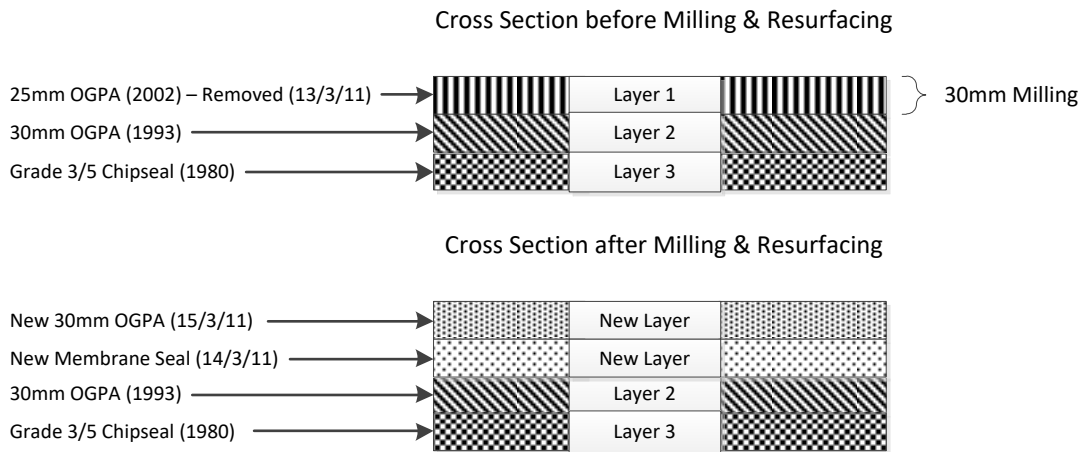 Cross Section before Milling & Resurfacing
25mm OGPA (2002) – Removed (13/3/11)
Layer 1
30mm Milling
30mm OGPA (1993)
Layer 2
Grade 3/5 Chipseal (1980)
Layer 3
Cross Section after Milling & Resurfacing
New 30mm OGPA (15/3/11)
New Layer
New Membrane Seal (14/3/11)
New Layer
30mm OGPA (1993)
Layer 2
Grade 3/5 Chipseal (1980)
Layer 3